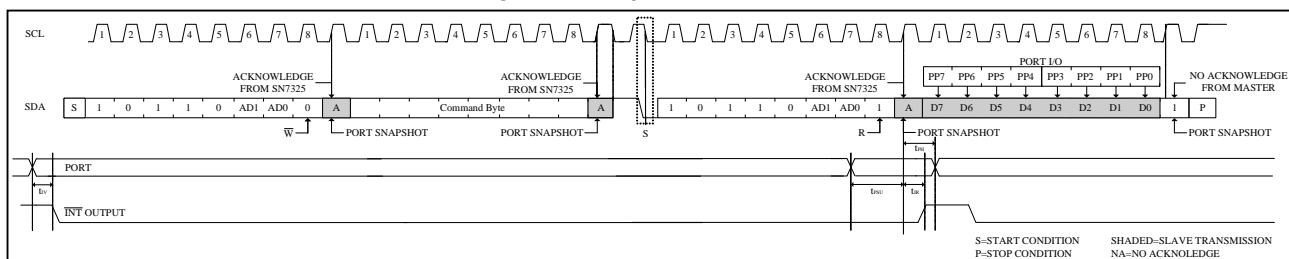 SCL 1 2 3 4 5 6 7 8 1 2 3 4 5 6 7 8 1 2 3 4 5 6 7 8 1 2 3 4 5 6 7 8
PORT I/O
PP7 PP6 PP5 PP4 PP3 PP2 PP1 PP0
ACKNOWLEDGE
FROM SN7325
ACKNOWLEDGE
FROM SN7325
ACKNOWLEDGE
FROM SN7325
NO ACKNOWLEDGE
FROM MASTER
SDA S 1 0 1 1 0 AD1 AD0 0 A Command Byte A 1 0 1 1 0 AD1 AD0 1 A D7 D6 D5 D4 D3 D2 D1 D0 1 P
W PORT SNAPSHOT PORT SNAPSHOT S R PORT SNAPSHOT PORT SNAPSHOT
tPH
PORT
tIV tPSU tIR
INT OUTPUT
S=START CONDITION SHADED=SLAVE TRANSMISSION
P=STOP CONDITION NA=NO ACKNOLEDGE